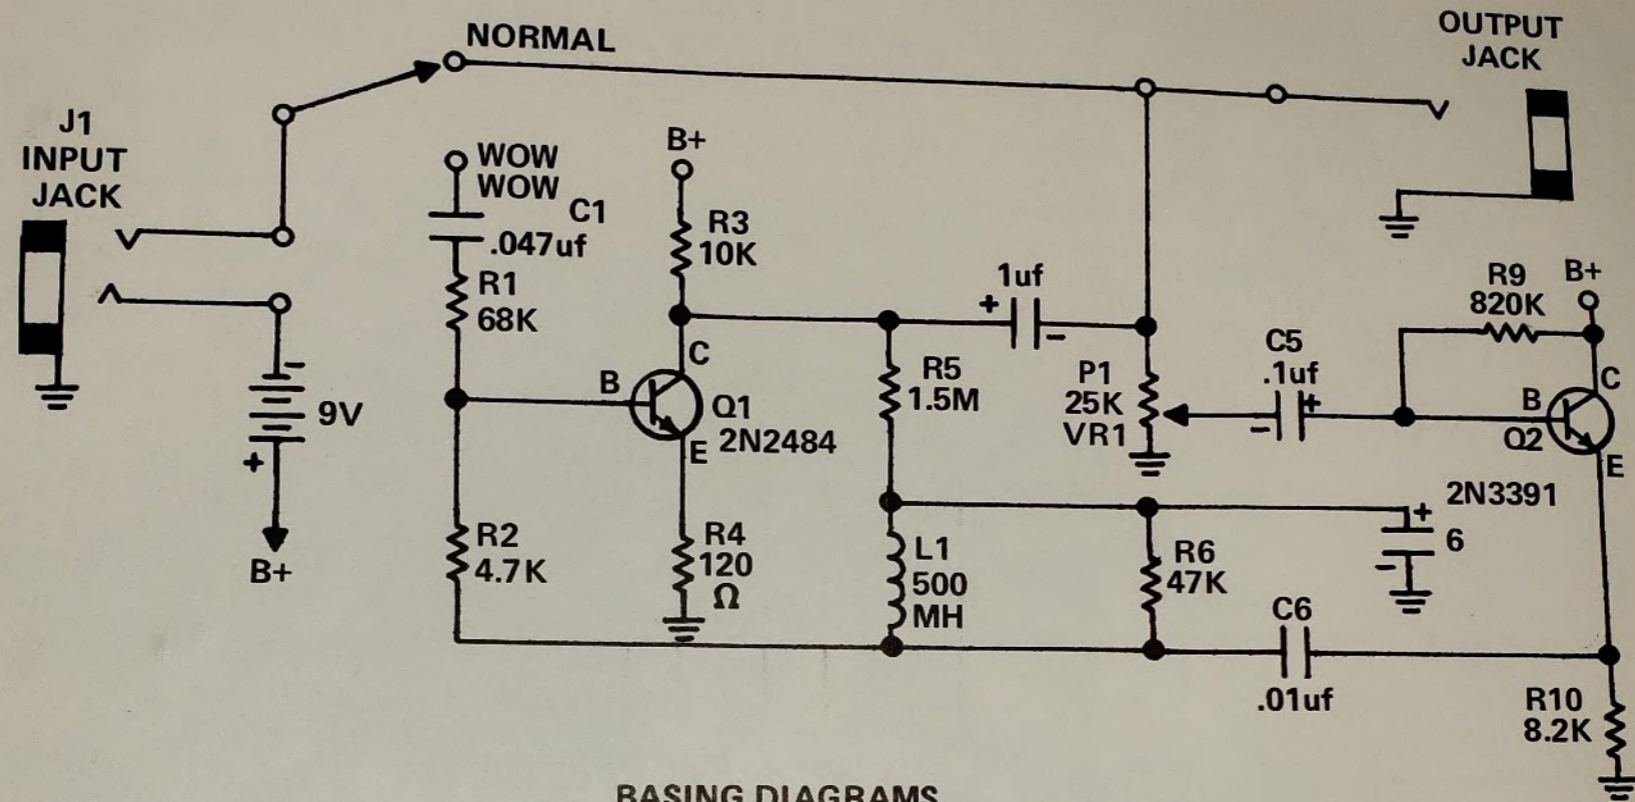 NORMAL
OUTPUT
JACK
J1
INPUT
JACK
WOW
WOW
C1
.047uf
B+
R3
10K
R1
68K
1uf
+
-
R9
820K
B+
C5
.1uf
-
+
9V
-
+
B+
B
C
E
Q1
2N2484
R5
1.5M
P1
25K
VR1
B
C
E
Q2
2N3391
R2
4.7K
R4
120
Ω
L1
500
MH
R6
47K
+
-
6
C6
.01uf
R10
8.2K
BASING DIAGRAMS